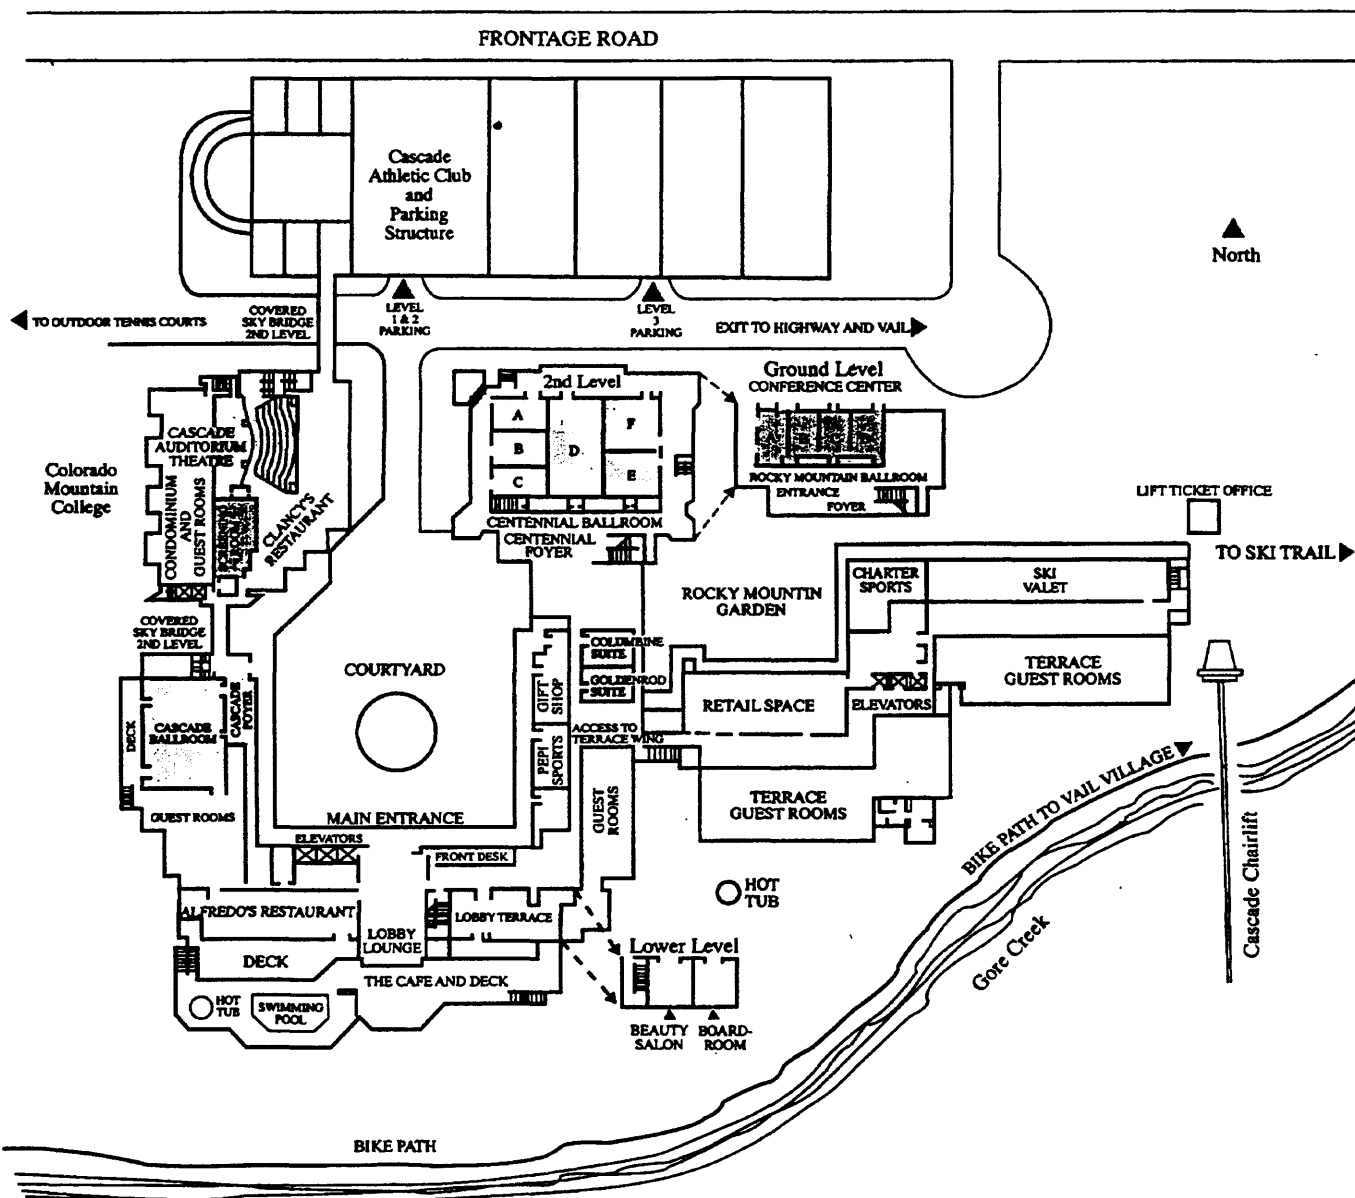 FRONTAGE ROAD
Cascade
Athletic Club
and
Parking
Structure
North
TO OUTDOOR TENNIS COURTS
COVERED
SKY BRIDGE
2ND LEVEL
LEVEL
1 & 2
PARKING
LEVEL
3
PARKING
EXIT TO HIGHWAY AND VAIL
2nd Level
A
B
C
D
F
E
CENTENNIAL BALLROOM
CENTENNIAL
FOYER
Ground Level
CONFERENCE CENTER
ROCKY MOUNTAIN BALLROOM
ENTRANCE
FOYER
Colorado
Mountain
College
CASCADE
AUDITORIUM
THEATRE
CONDOMINIUM
AND
GUEST ROOMS
CLANCY'S
RESTAURANT
LIFT TICKET OFFICE
TO SKI TRAIL
ROCKY MOUNTIN
GARDEN
CHARTER
SPORTS
SKI
VALET
COVERED
SKY BRIDGE
2ND LEVEL
COURTYARD
COLUMBINE
SUITE
GOLDENROD
SUITE
GIFT
SHOP
PEPI
SPORTS
ACCESS TO
TERRACE WING
RETAIL SPACE
ELEVATORS
TERRACE
GUEST ROOMS
DECK
CASCADE
BALLROOM
CASCADE
FOYER
GUEST ROOMS
MAIN ENTRANCE
ELEVATORS
FRONT DESK
GUEST
ROOMS
TERRACE
GUEST ROOMS
BIKE PATH TO VAIL VILLAGE
Cascade Chairlift
Gore Creek
HOT
TUB
ALFREDO'S RESTAURANT
LOBBY
LOUNGE
LOBBY TERRACE
DECK
THE CAFE AND DECK
HOT
TUB
SWIMMING
POOL
Lower Level
BEAUTY
SALON
BOARD-
ROOM
BIKE PATH